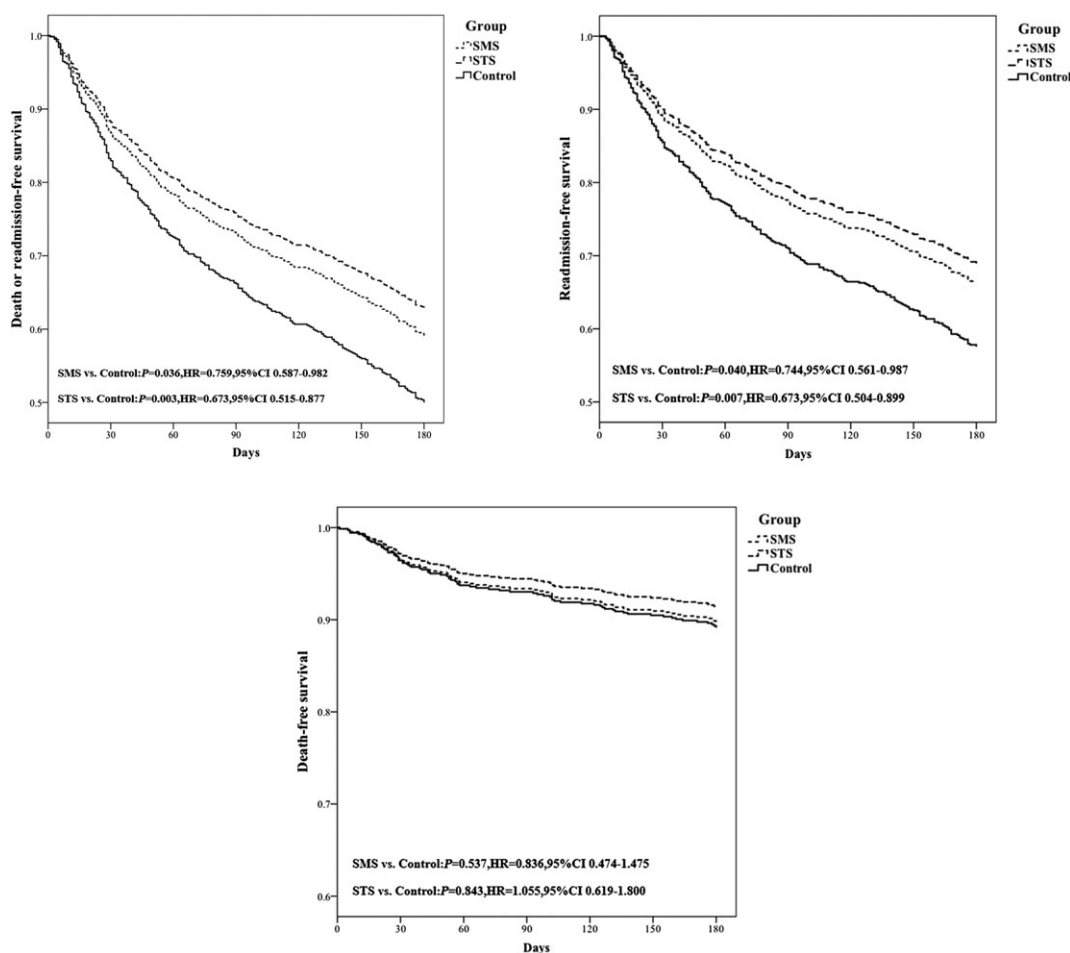 Group
SMS
STS
Control
1.0
0.9
0.8
0.7
0.6
0.5
Death or readmission-free survival
SMS vs. Control:P=0.036,HR=0.759,95%CI 0.587-0.982
STS vs. Control:P=0.003,HR=0.673,95%CI 0.515-0.877
0 30 60 90 120 150 180
Days
Group
SMS
STS
Control
1.0
0.9
0.8
0.7
0.6
0.5
Readmission-free survival
SMS vs. Control:P=0.040,HR=0.744,95%CI 0.561-0.987
STS vs. Control:P=0.007,HR=0.673,95%CI 0.504-0.899
0 30 60 90 120 150 180
Days
Group
SMS
STS
Control
1.0
0.9
0.8
0.7
0.6
Death-free survival
SMS vs. Control:P=0.537,HR=0.836,95%CI 0.474-1.475
STS vs. Control:P=0.843,HR=1.055,95%CI 0.619-1.800
0 30 60 90 120 150 180
Days